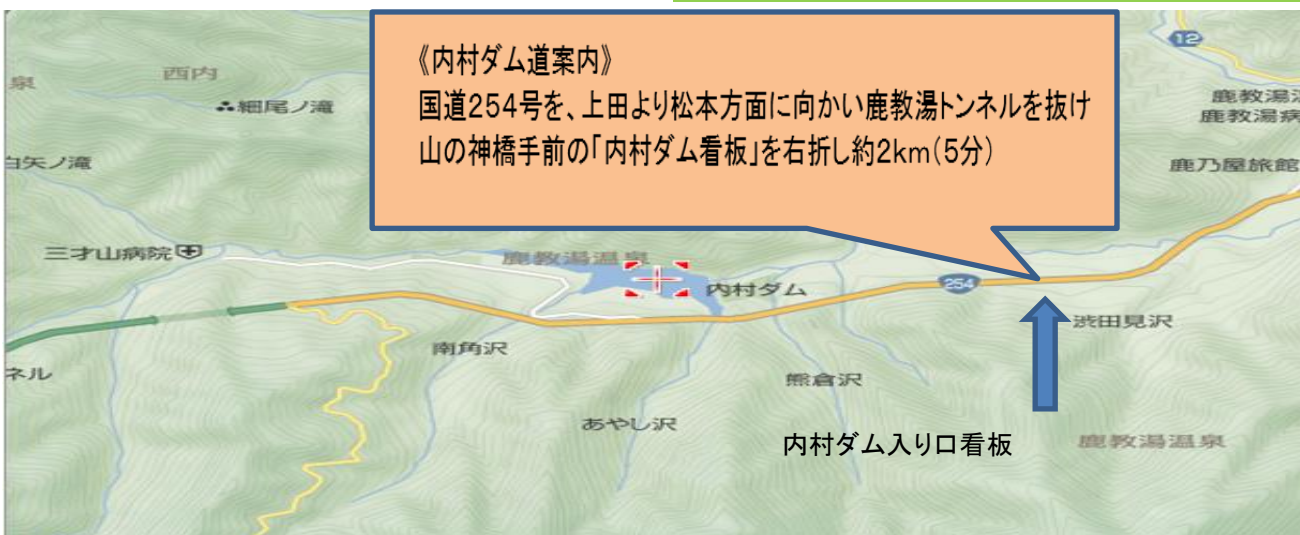 《内村ダム道案内》
国道254号を、上田より松本方面に向かい鹿教湯トンネルを抜け
山の神橋手前の「内村ダム看板」を右折し約2km(5分)
12
泉
西内
細尾ノ滝
鹿教湯
鹿教湯病
白矢ノ滝
鹿乃屋旅館
三才山病院
鹿教湯温泉
内村ダム
254
渋田見沢
南角沢
ネル
熊倉沢
あやし沢
内村ダム入り口看板
鹿教湯温泉